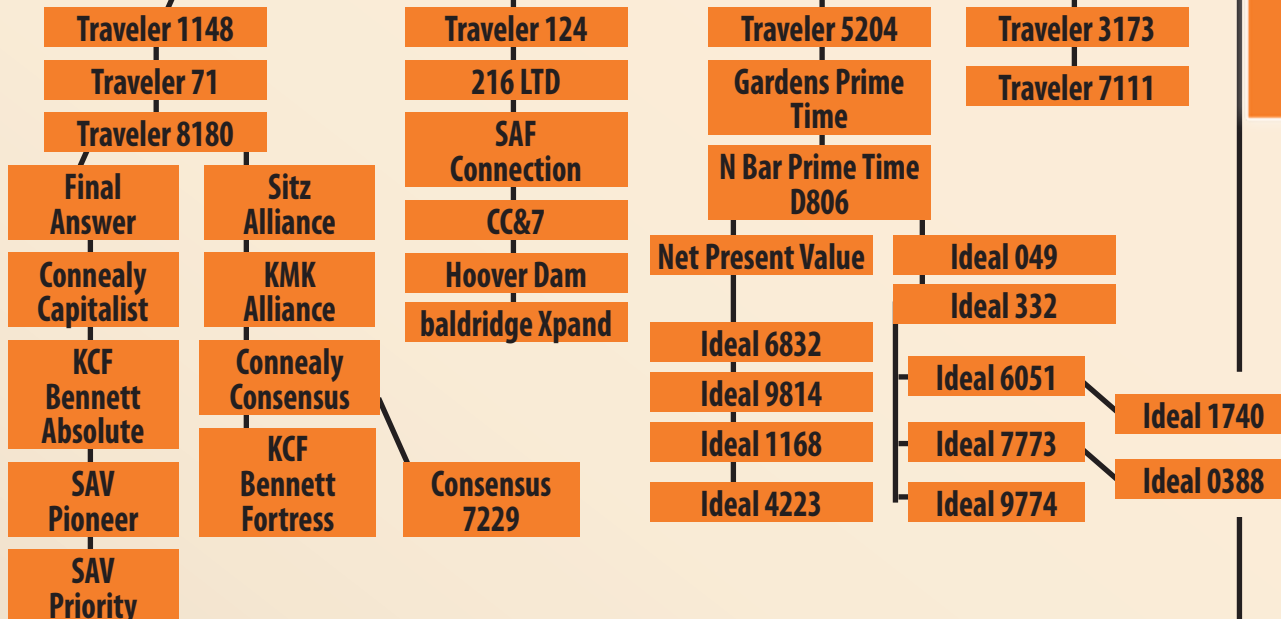 Traveler 1148
Traveler 71
Traveler 8180
Final
Answer
Connealy
Capitalist
KCF
Bennett
Absolute
SAV
Pioneer
SAV
Priority
Sitz
Alliance
KMK
Alliance
Connealy
Consensus
KCF
Bennett
Fortress
Consensus
7229
Traveler 124
216 LTD
SAF
Connection
CC&7
Hoover Dam
baldridge Xpand
Traveler 5204
Gardens Prime
Time
N Bar Prime Time
D806
Net Present Value
Ideal 6832
Ideal 9814
Ideal 1168
Ideal 4223
Ideal 049
Ideal 332
Ideal 6051
Ideal 1740
Ideal 7773
Ideal 0388
Ideal 9774
Traveler 3173
Traveler 7111